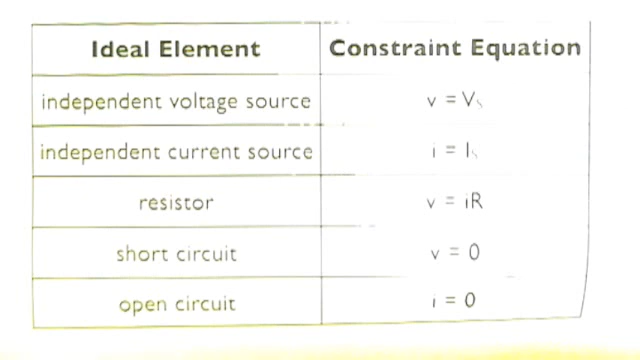 Ideal Element Constraint Equation
independent voltage source v = Vs
independent current source i = Is
resistor v = iR
short circuit v = 0
open circuit i = 0